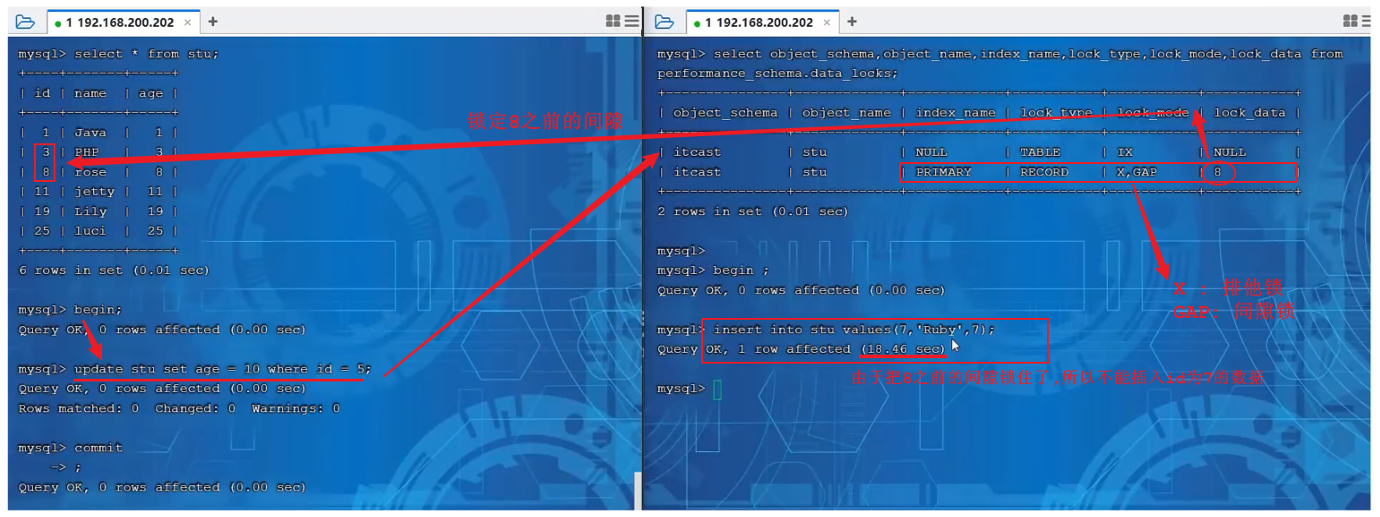 1 192.168.200.202 × +
mysql> select * from stu;
+----+-------+-----+
| id | name | age |
+----+-------+-----+
| 1 | Java | 1 |
| 3 | PHP | 3 |
| 8 | rose | 8 |
| 11 | jetty | 11 |
| 19 | Lily | 19 |
| 25 | luci | 25 |
+----+-------+-----+
6 rows in set (0.01 sec)
mysql> begin;
Query OK, 0 rows affected (0.00 sec)
mysql> update stu set age = 10 where id = 5;
Query OK, 0 rows affected (0.00 sec)
Rows matched: 0 Changed: 0 Warnings: 0
mysql> commit
-> ;
Query OK, 0 rows affected (0.00 sec)
锁定8之前的间隙
1 192.168.200.202 × +
mysql> select object_schema,object_name,index_name,lock_type,lock_mode,lock_data from
performance_schema.data_locks;
+---------------+-------------+------------+-----------+-----------+-----------+
| object_schema | object_name | index_name | lock_type | lock_mode | lock_data |
+---------------+-------------+------------+-----------+-----------+-----------+
| itcast | stu | NULL | TABLE | IX | NULL |
| itcast | stu | PRIMARY | RECORD | X,GAP | 8 |
+---------------+-------------+------------+-----------+-----------+-----------+
2 rows in set (0.01 sec)
mysql>
mysql> begin ;
Query OK, 0 rows affected (0.00 sec)
X : 排他锁
GAP: 间隙锁
mysql> insert into stu values(7,'Ruby',7);
Query OK, 1 row affected (18.46 sec)
由于把8之前的间隙锁住了,所以不能插入id为7的数据
mysql>